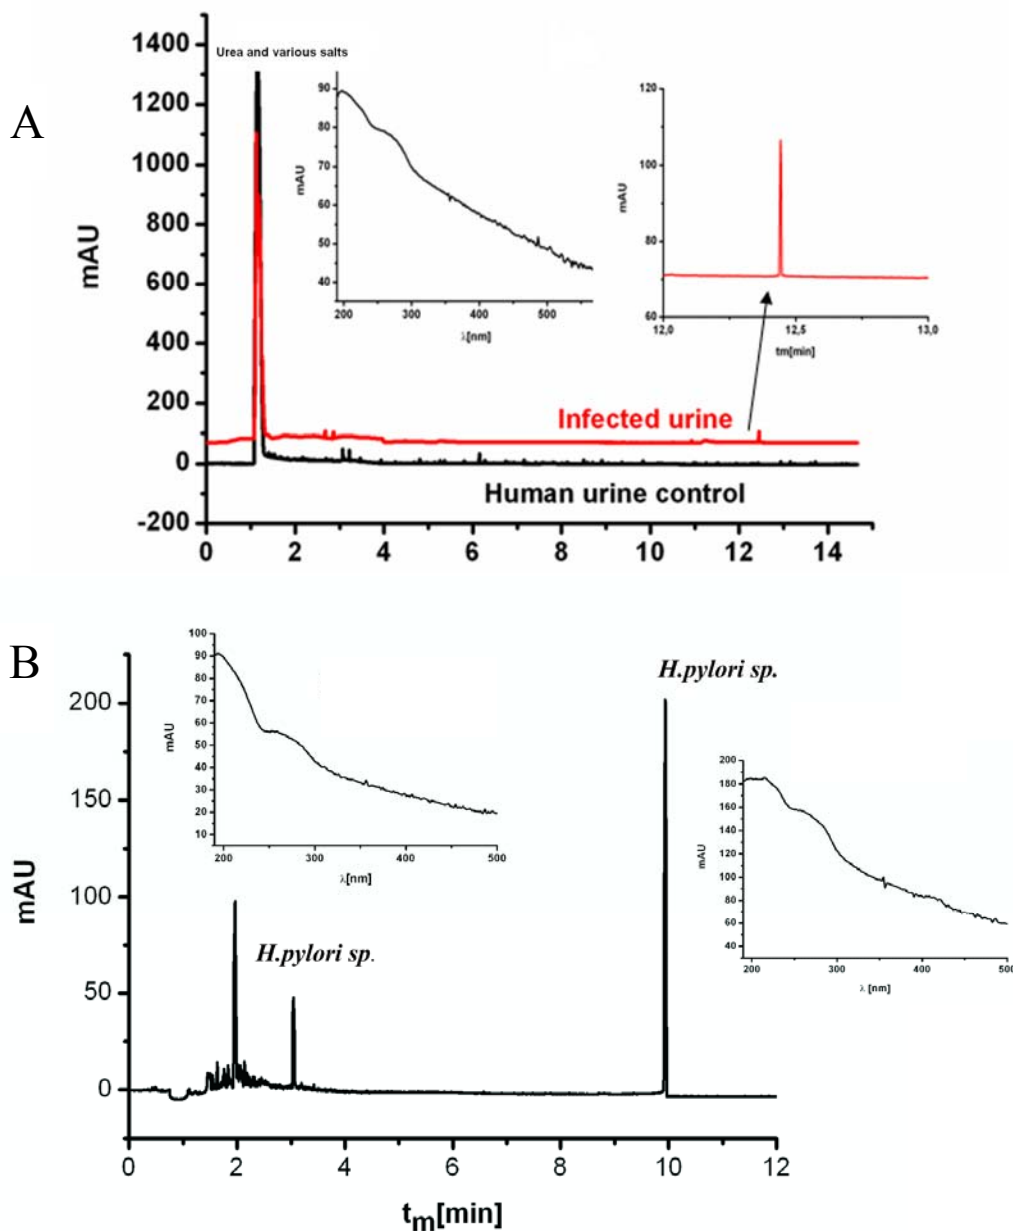 A
1400
1200
1000
800
600
400
200
0
-200
mAU
0 2 4 6 8 10 12 14
Urea and various salts
90
80
70
60
50
40
mAU
200 300 400 500
λ[nm]
120
100
80
60
mAU
12,0 12,5 13,0
tm[min]
Infected urine
Human urine control
B
200
150
100
50
0
mAU
0 2 4 6 8 10 12
tm[min]
100
90
80
70
60
50
40
30
20
10
mAU
200 300 400 500
λ[nm]
H.pylori sp.
H.pylori sp.
200
180
160
140
120
100
80
60
40
mAU
200 300 400 500
λ [nm]